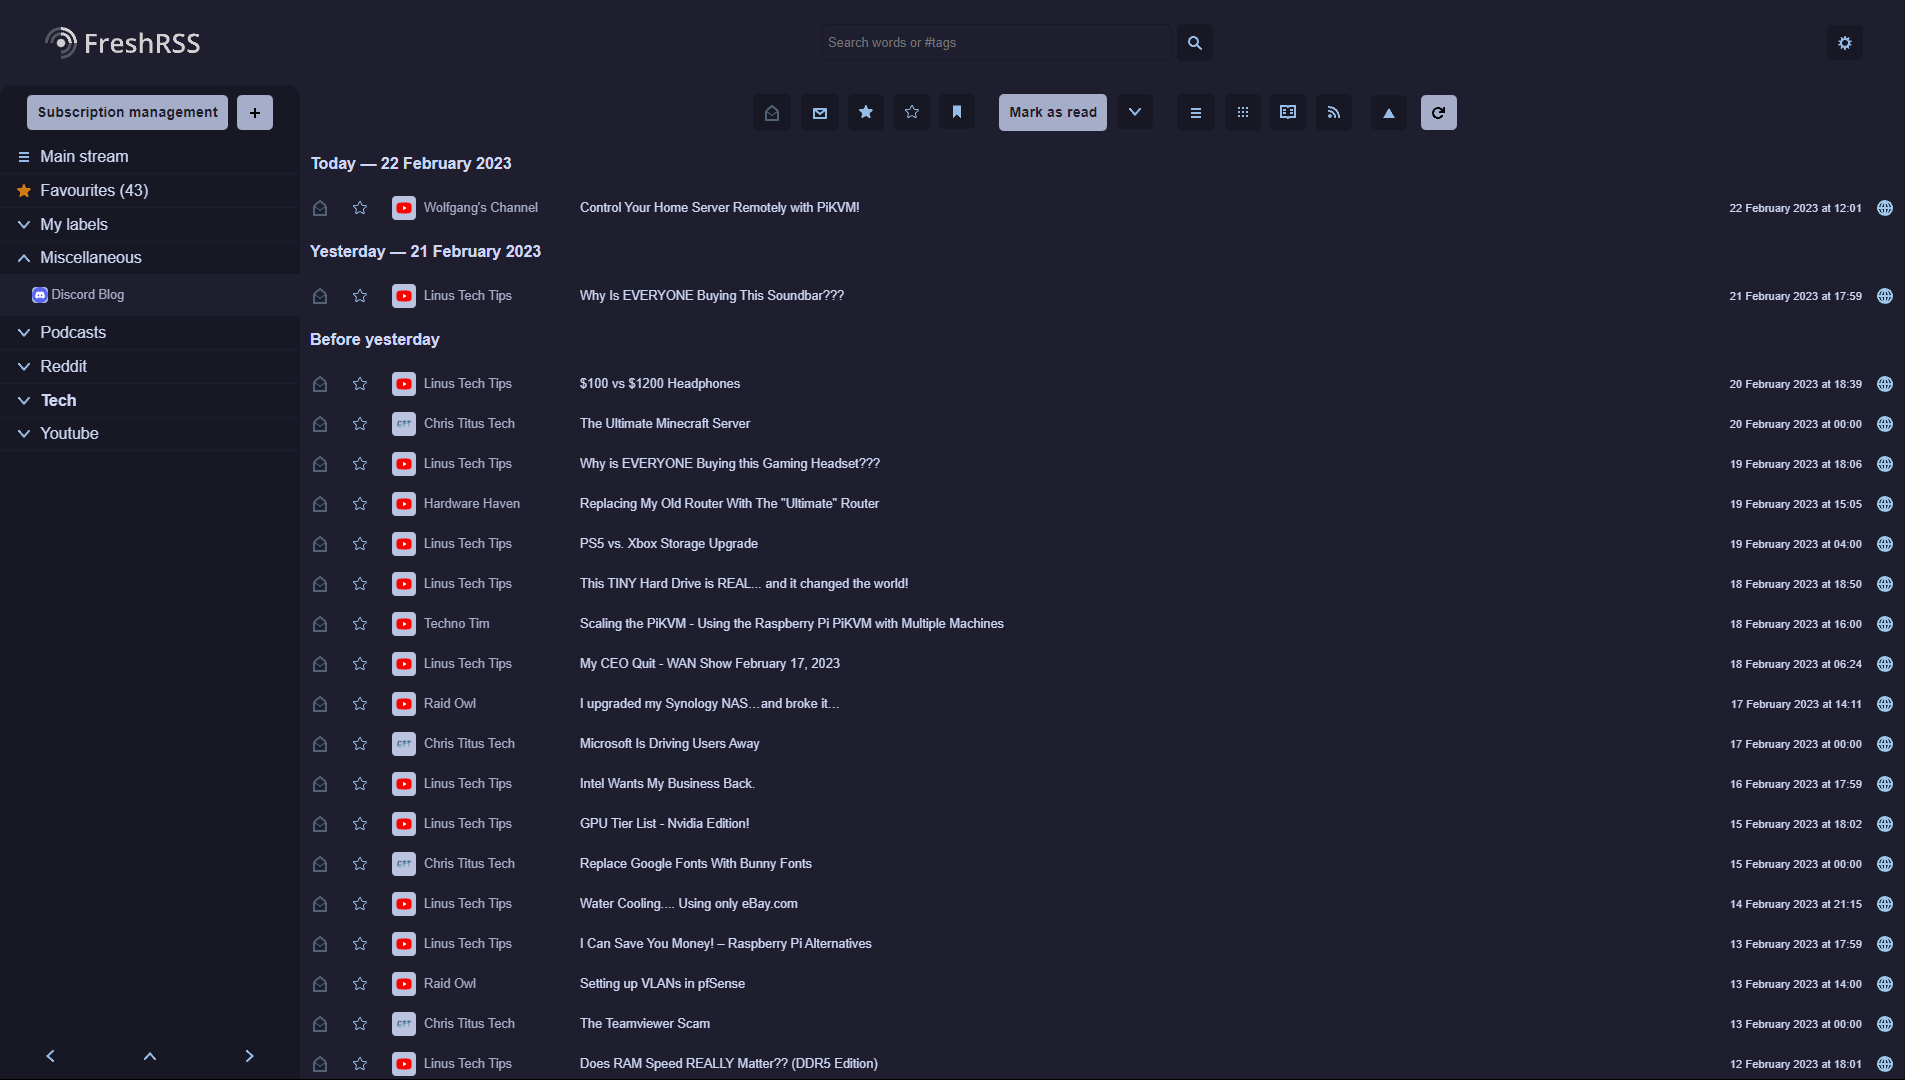 FreshRSS
Search words or #tags
Subscription management
+
Main stream
Favourites (43)
My labels
Miscellaneous
Discord Blog
Podcasts
Reddit
Tech
Youtube
Mark as read
Today — 22 February 2023
Wolfgang's Channel Control Your Home Server Remotely with PiKVM! 22 February 2023 at 12:01
Yesterday — 21 February 2023
Linus Tech Tips Why Is EVERYONE Buying This Soundbar??? 21 February 2023 at 17:59
Before yesterday
Linus Tech Tips $100 vs $1200 Headphones 20 February 2023 at 18:39
CTT Chris Titus Tech The Ultimate Minecraft Server 20 February 2023 at 00:00
Linus Tech Tips Why is EVERYONE Buying this Gaming Headset??? 19 February 2023 at 18:06
Hardware Haven Replacing My Old Router With The "Ultimate" Router 19 February 2023 at 15:05
Linus Tech Tips PS5 vs. Xbox Storage Upgrade 19 February 2023 at 04:00
Linus Tech Tips This TINY Hard Drive is REAL... and it changed the world! 18 February 2023 at 18:50
Techno Tim Scaling the PiKVM - Using the Raspberry Pi PiKVM with Multiple Machines 18 February 2023 at 16:00
Linus Tech Tips My CEO Quit - WAN Show February 17, 2023 18 February 2023 at 06:24
Raid Owl I upgraded my Synology NAS...and broke it... 17 February 2023 at 14:11
CTT Chris Titus Tech Microsoft Is Driving Users Away 17 February 2023 at 00:00
Linus Tech Tips Intel Wants My Business Back. 16 February 2023 at 17:59
Linus Tech Tips GPU Tier List - Nvidia Edition! 15 February 2023 at 18:02
CTT Chris Titus Tech Replace Google Fonts With Bunny Fonts 15 February 2023 at 00:00
Linus Tech Tips Water Cooling.... Using only eBay.com 14 February 2023 at 21:15
Linus Tech Tips I Can Save You Money! – Raspberry Pi Alternatives 13 February 2023 at 17:59
Raid Owl Setting up VLANs in pfSense 13 February 2023 at 14:00
CTT Chris Titus Tech The Teamviewer Scam 13 February 2023 at 00:00
Linus Tech Tips Does RAM Speed REALLY Matter?? (DDR5 Edition) 12 February 2023 at 18:01